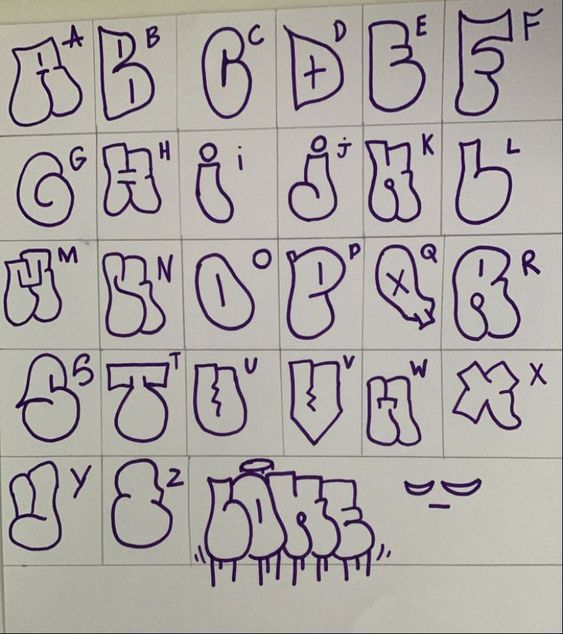 A A B B C C D D E E F F
G G H H i i j j K K L L
M M N N O O P P Q Q R R
S S T T U U V V W W X X
Y Y Z Z LOKE